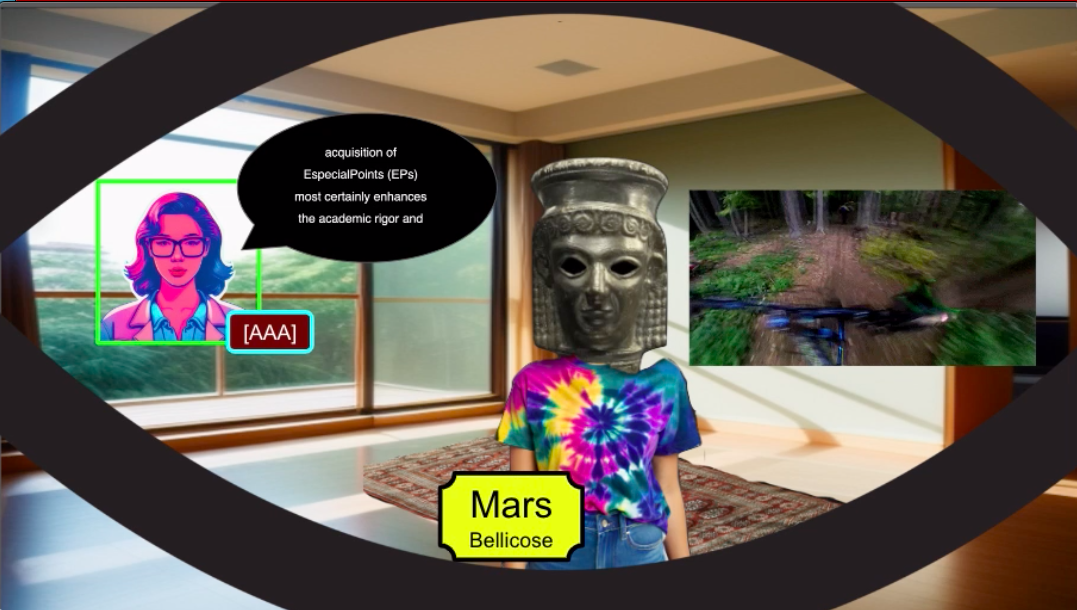 acquisition of
EspecialPoints (EPs)
most certainly enhances
the academic rigor and
[AAA]
Mars
Bellicose